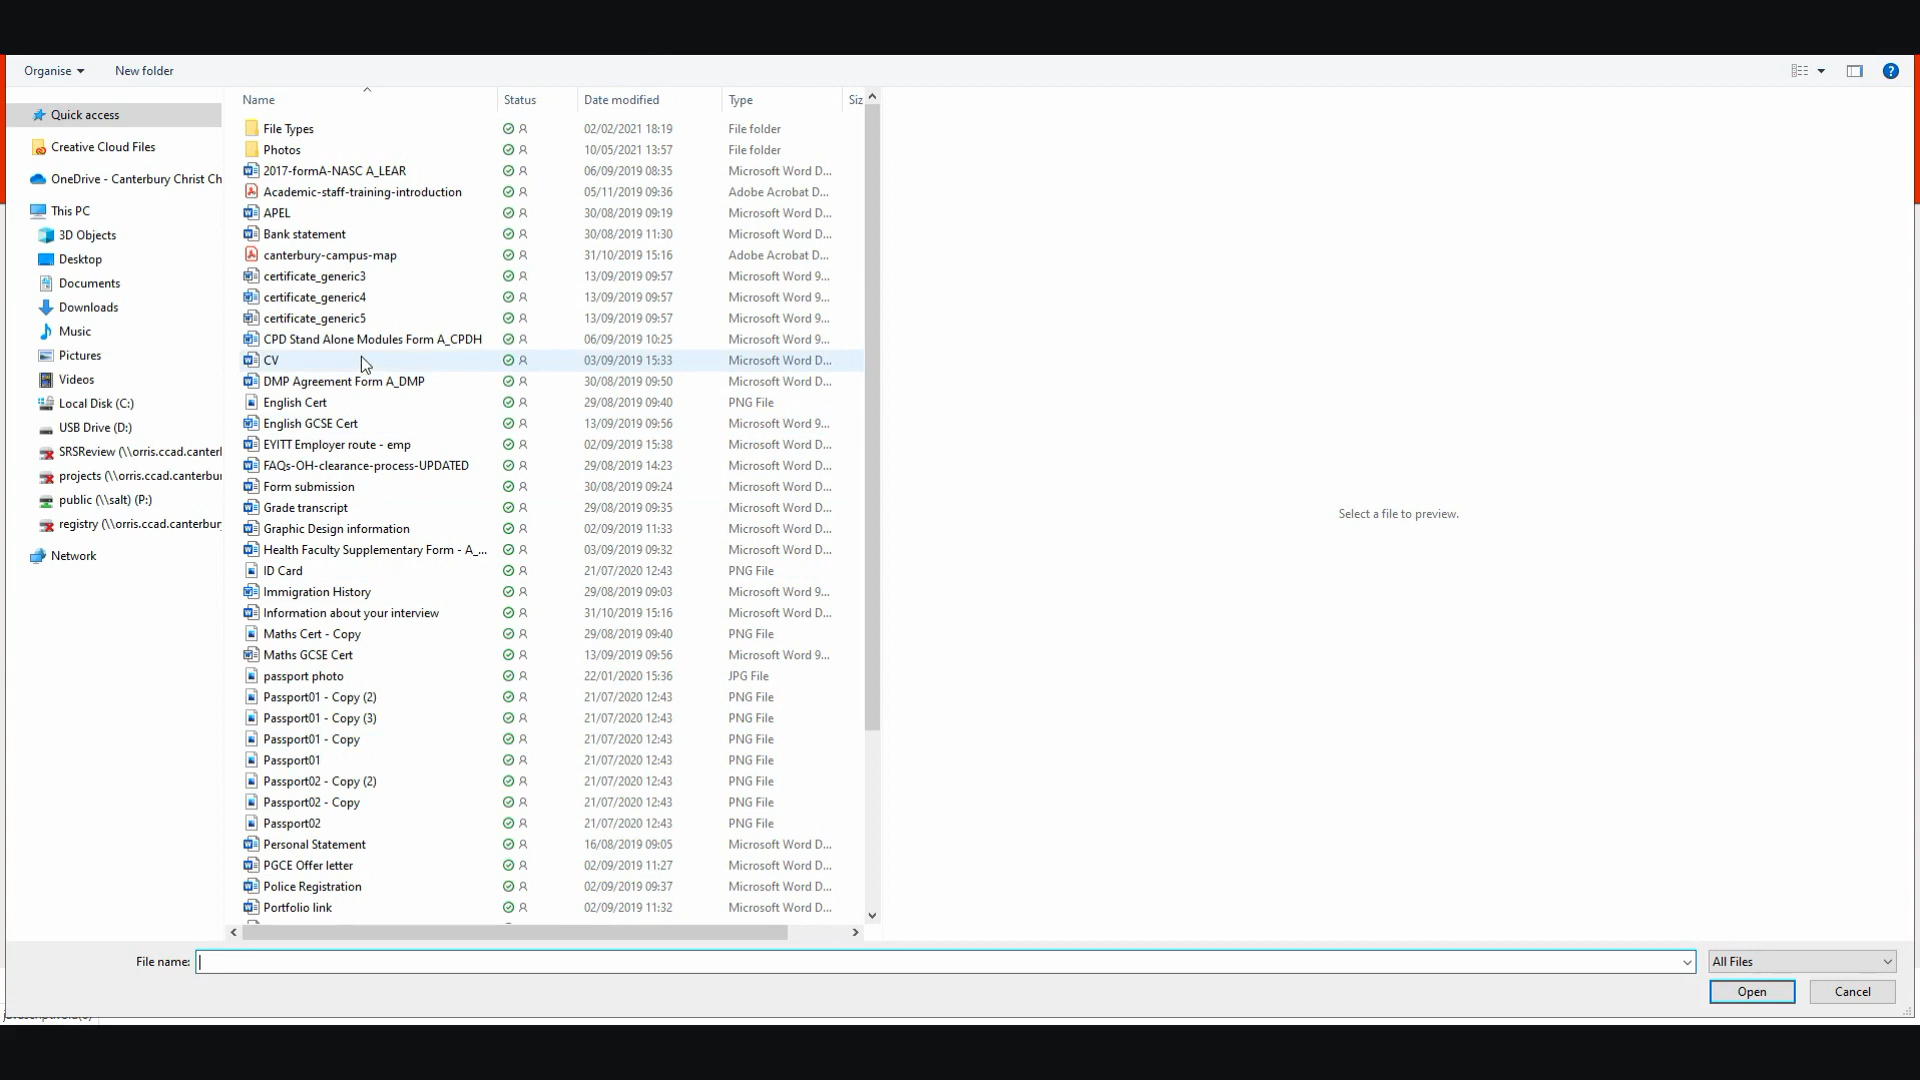 Organise New folder
Name Status Date modified Type Siz
Quick access
Creative Cloud Files
OneDrive - Canterbury Christ Ch
This PC
3D Objects
Desktop
Documents
Downloads
Music
Pictures
Videos
Local Disk (C:)
USB Drive (D:)
SRSReview (\\orris.ccad.canterl
projects (\\orris.ccad.canterbu
public (\\salt) (P:)
registry (\\orris.ccad.canterbur
Network
File Types 02/02/2021 18:19 File folder
Photos 10/05/2021 13:57 File folder
2017-formA-NASC A_LEAR 06/09/2019 08:35 Microsoft Word D...
Academic-staff-training-introduction 05/11/2019 09:36 Adobe Acrobat D...
APEL 30/08/2019 09:19 Microsoft Word D...
Bank statement 30/08/2019 11:30 Microsoft Word D...
canterbury-campus-map 31/10/2019 15:16 Adobe Acrobat D...
certificate_generic3 13/09/2019 09:57 Microsoft Word 9...
certificate_generic4 13/09/2019 09:57 Microsoft Word 9...
certificate_generic5 13/09/2019 09:57 Microsoft Word 9...
CPD Stand Alone Modules Form A_CPDH 06/09/2019 10:25 Microsoft Word 9...
CV 03/09/2019 15:33 Microsoft Word D...
DMP Agreement Form A_DMP 30/08/2019 09:50 Microsoft Word D...
English Cert 29/08/2019 09:40 PNG File
English GCSE Cert 13/09/2019 09:56 Microsoft Word 9...
EYITT Employer route - emp 02/09/2019 15:38 Microsoft Word D...
FAQs-OH-clearance-process-UPDATED 29/08/2019 14:23 Microsoft Word D...
Form submission 30/08/2019 09:24 Microsoft Word D...
Grade transcript 29/08/2019 09:35 Microsoft Word D...
Graphic Design information 02/09/2019 11:33 Microsoft Word D...
Health Faculty Supplementary Form - A_... 03/09/2019 09:32 Microsoft Word D...
ID Card 21/07/2020 12:43 PNG File
Immigration History 29/08/2019 09:03 Microsoft Word 9...
Information about your interview 31/10/2019 15:16 Microsoft Word D...
Maths Cert - Copy 29/08/2019 09:40 PNG File
Maths GCSE Cert 13/09/2019 09:56 Microsoft Word 9...
passport photo 22/01/2020 15:36 JPG File
Passport01 - Copy (2) 21/07/2020 12:43 PNG File
Passport01 - Copy (3) 21/07/2020 12:43 PNG File
Passport01 - Copy 21/07/2020 12:43 PNG File
Passport01 21/07/2020 12:43 PNG File
Passport02 - Copy (2) 21/07/2020 12:43 PNG File
Passport02 - Copy 21/07/2020 12:43 PNG File
Passport02 21/07/2020 12:43 PNG File
Personal Statement 16/08/2019 09:05 Microsoft Word D...
PGCE Offer letter 02/09/2019 11:27 Microsoft Word D...
Police Registration 02/09/2019 09:37 Microsoft Word D...
Portfolio link 02/09/2019 11:32 Microsoft Word D...
Select a file to preview.
File name: All Files
Open Cancel